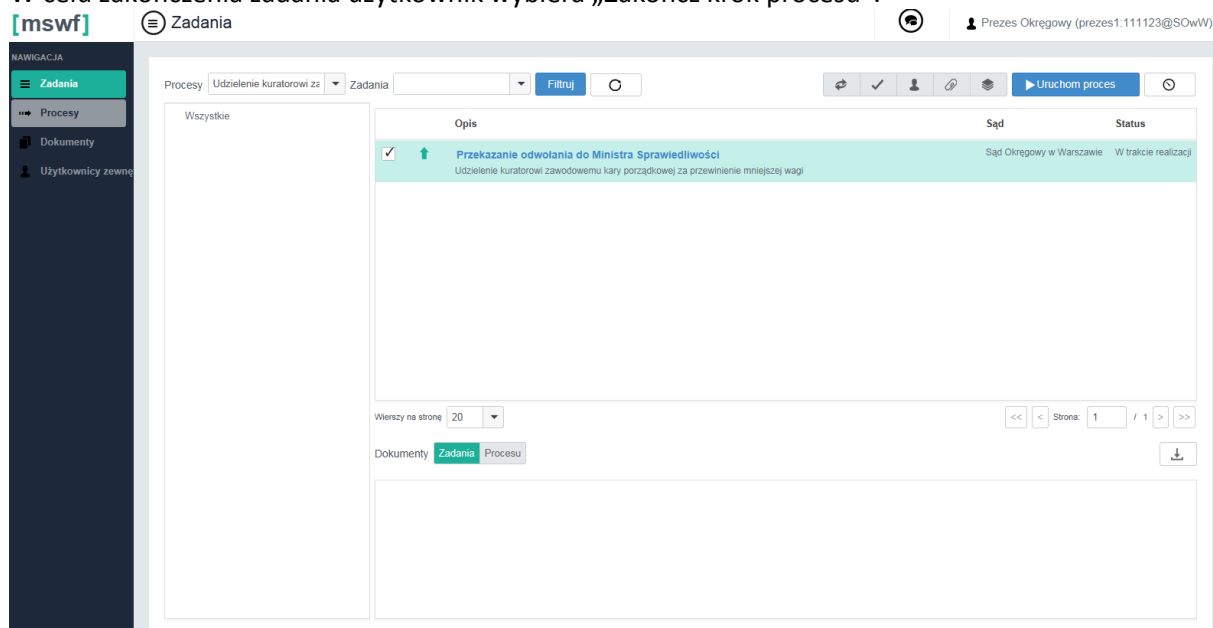 W celu zakończenia zadania użytkownik wybiera „Zakończ krok procesu".
[mswf] Zadania Prezes Okręgowy (prezes1:111123@SOwW)
NAWIGACJA
Zadania
Procesy
Dokumenty
Użytkownicy zewnę
Procesy Udzielenie kuratorowi za Zadania Filtruj Uruchom proces
Wszystkie
Opis Sąd Status
Przekazanie odwołania do Ministra Sprawiedliwości Sąd Okręgowy w Warszawie W trakcie realizacji
Udzielenie kuratorowi zawodowemu kary porządkowej za przewinienie mniejszej wagi
Wierszy na stronę 20 << < Strona: 1 / 1 > >>
Dokumenty Zadania Procesu